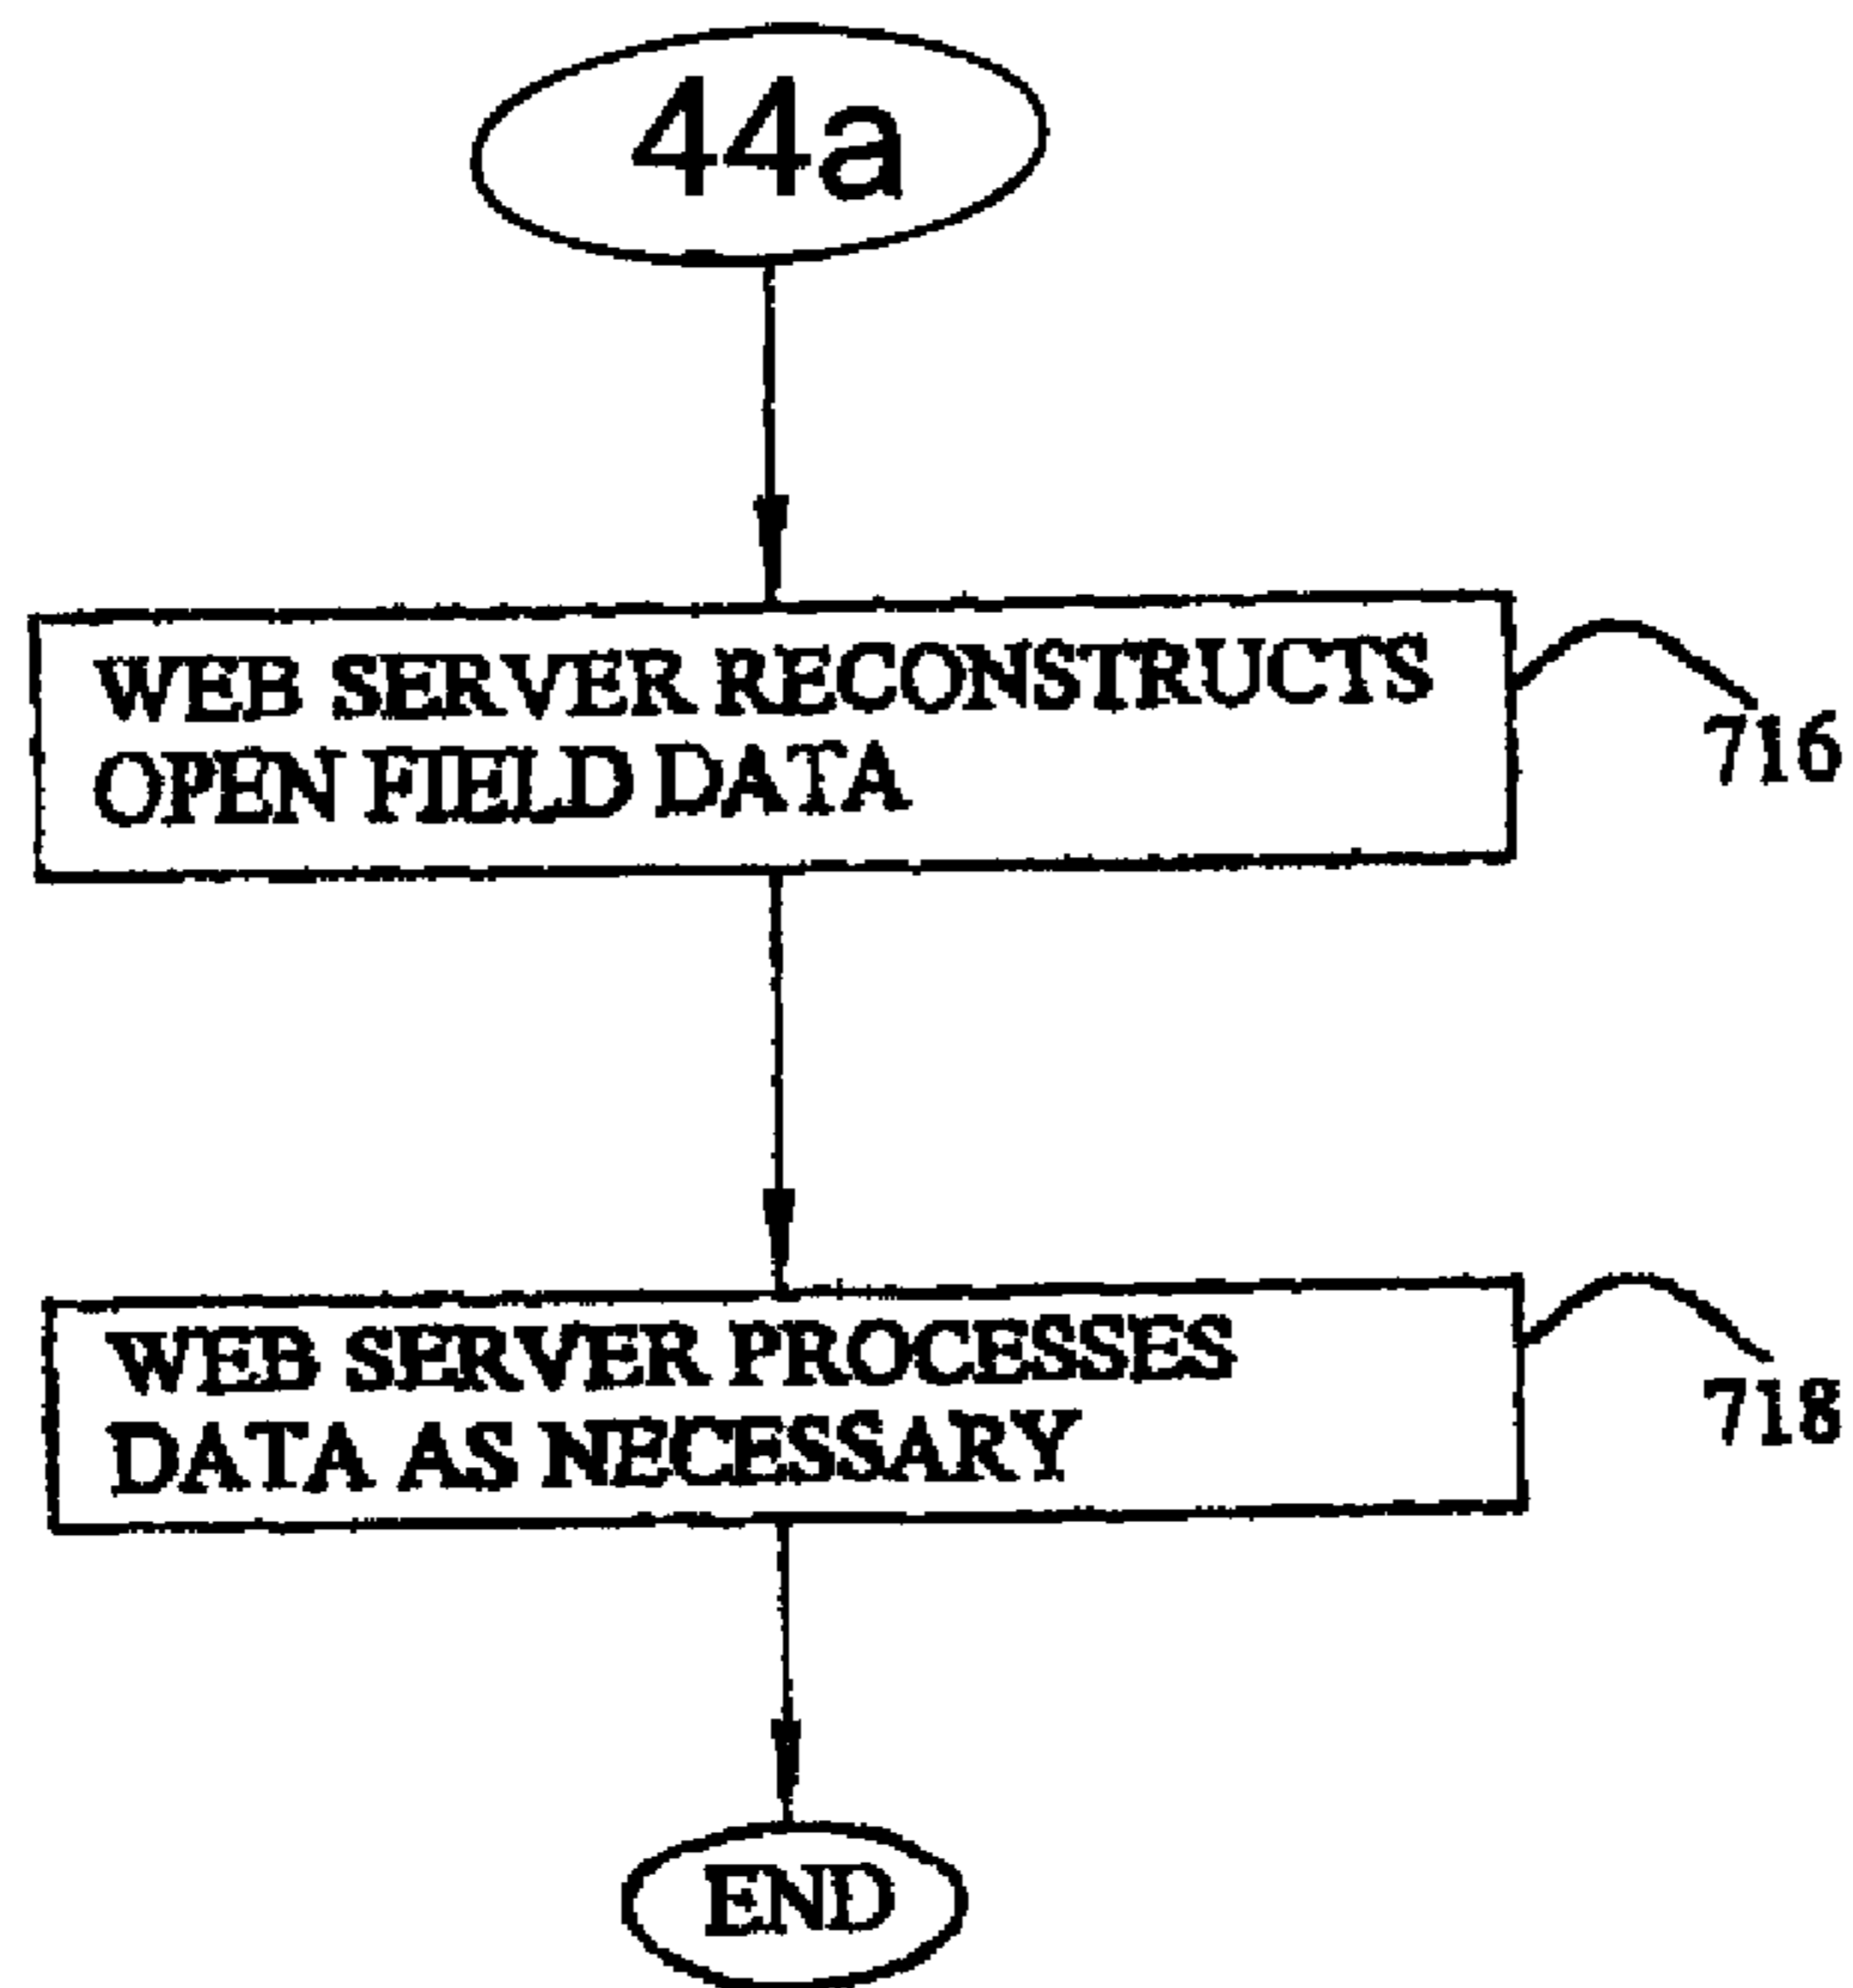 44a
WEB SERVER RECONSTRUCTS
OPEN FIELD DATA
716
WEB SERVER PROCESSES
DATA AS NECESSARY
718
END